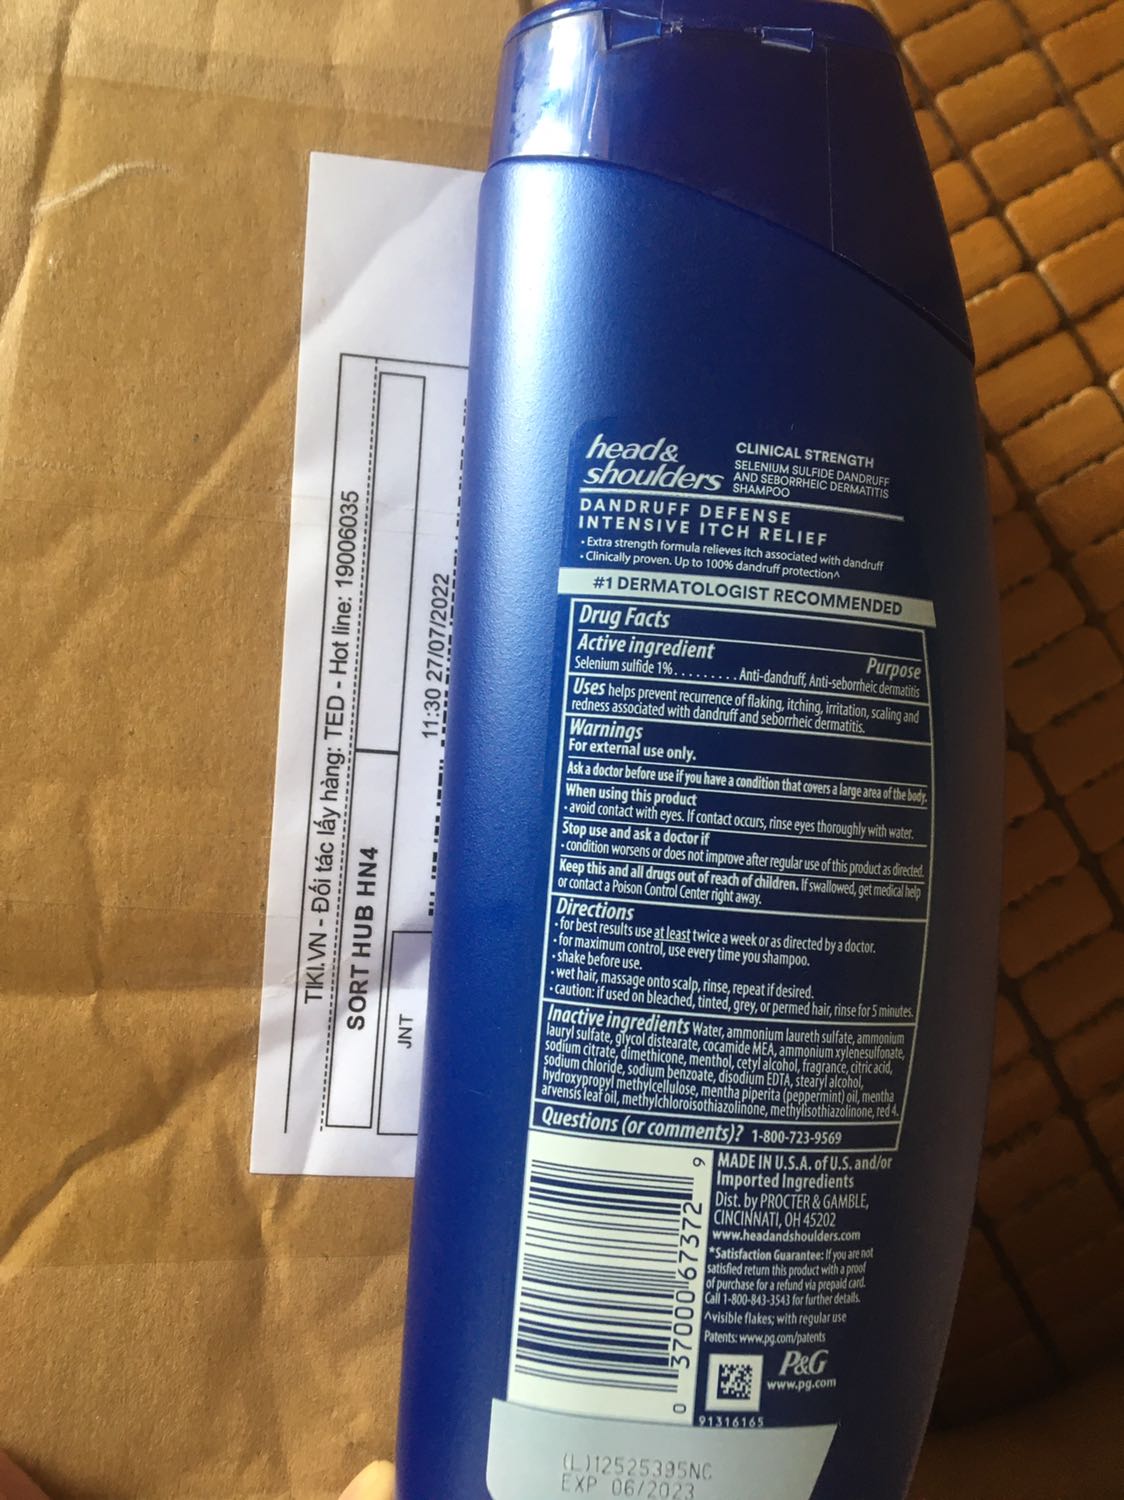 TIKI.VN - Đối tác lấy hàng: TED - Hot line: 19006035
SORT HUB HN4
JNT
11:30 27/07/2022
head&
shoulders
CLINICAL STRENGTH
SELENIUM SULFIDE DANDRUFF
AND SEBORRHEIC DERMATITIS
SHAMPOO
DANDRUFF DEFENSE
INTENSIVE ITCH RELIEF
• Extra strength formula relieves itch associated with dandruff
• Clinically proven. Up to 100% dandruff protection^
#1 DERMATOLOGIST RECOMMENDED
Drug Facts
Active ingredient Purpose
Selenium sulfide 1%......... Anti-dandruff, Anti-seborrheic dermatitis
Uses helps prevent recurrence of flaking, itching, irritation, scaling and
redness associated with dandruff and seborrheic dermatitis.
Warnings
For external use only.
Ask a doctor before use if you have a condition that covers a large area of the body.
When using this product
• avoid contact with eyes. If contact occurs, rinse eyes thoroughly with water.
Stop use and ask a doctor if
• condition worsens or does not improve after regular use of this product as directed.
Keep this and all drugs out of reach of children. If swallowed, get medical help
or contact a Poison Control Center right away.
Directions
• for best results use at least twice a week or as directed by a doctor.
• for maximum control, use every time you shampoo.
• shake before use.
• wet hair, massage onto scalp, rinse, repeat if desired.
• caution: if used on bleached, tinted, grey, or permed hair, rinse for 5 minutes.
Inactive ingredients Water, ammonium laureth sulfate, ammonium
lauryl sulfate, glycol distearate, cocamide MEA, ammonium xylenesulfonate,
sodium citrate, dimethicone, menthol, cetyl alcohol, fragrance, citric acid,
sodium chloride, sodium benzoate, disodium EDTA, stearyl alcohol,
hydroxypropyl methylcellulose, mentha piperita (peppermint) oil, mentha
arvensis leaf oil, methylchloroisothiazolinone, methylisothiazolinone, red 4.
Questions (or comments)? 1-800-723-9569
0 37000 67372 9
MADE IN U.S.A. of U.S. and/or
Imported Ingredients
Dist. by PROCTER & GAMBLE,
CINCINNATI, OH 45202
www.headandshoulders.com
*Satisfaction Guarantee: If you are not
satisfied return this product with a proof
of purchase for a refund via prepaid card.
Call 1-800-843-3543 for further details.
^visible flakes; with regular use
Patents: www.pg.com/patents
P&G
www.pg.com
91316165
(L)12525395NC
EXP 06/2023